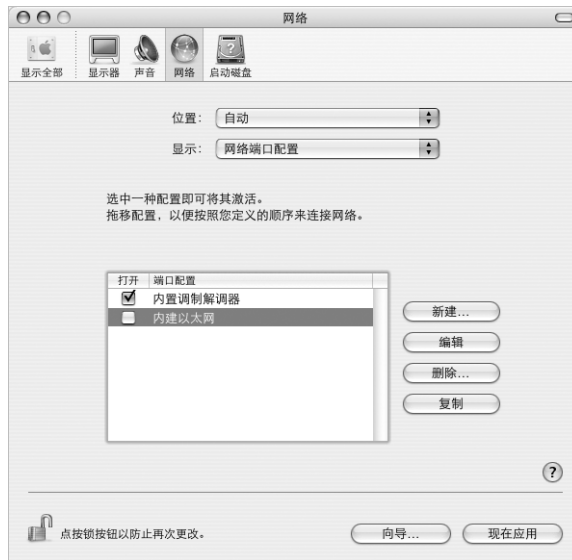 网络
显示全部
显示器
声音
网络
启动磁盘
位置：
自动
显示：
网络端口配置
选中一种配置即可将其激活。
拖移配置，以便按照您定义的顺序来连接网络。
打开
端口配置
内置调制解调器
内建以太网
新建...
编辑
删除...
复制
?
点按锁按钮以防止再次更改。
向导...
现在应用